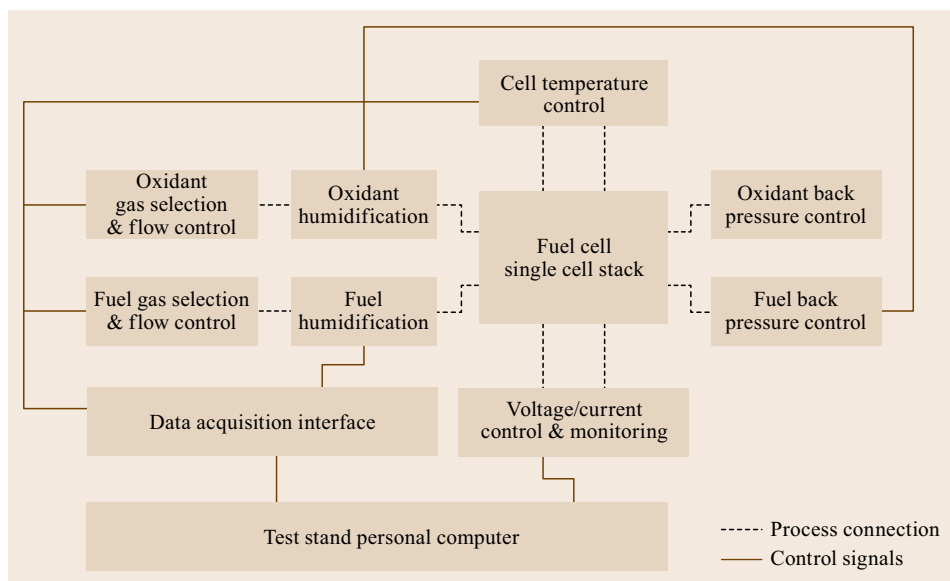 Cell temperature
control
Oxidant
gas selection
& flow control
Oxidant
humidification
Oxidant back
pressure control
Fuel cell
single cell stack
Fuel gas selection
& flow control
Fuel
humidification
Fuel back
pressure control
Data acquisition interface
Voltage/current
control & monitoring
Test stand personal computer
Process connection
Control signals